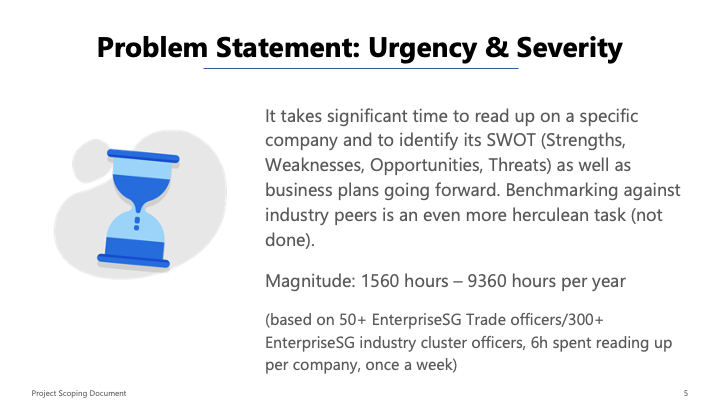 Problem Statement: Urgency & Severity
It takes significant time to read up on a specific
company and to identify its SWOT (Strengths,
Weaknesses, Opportunities, Threats) as well as
business plans going forward. Benchmarking against
industry peers is an even more herculean task (not
done).
Magnitude: 1560 hours – 9360 hours per year
(based on 50+ EnterpriseSG Trade officers/300+
EnterpriseSG industry cluster officers, 6h spent reading up
per company, once a week)
Project Scoping Document
5